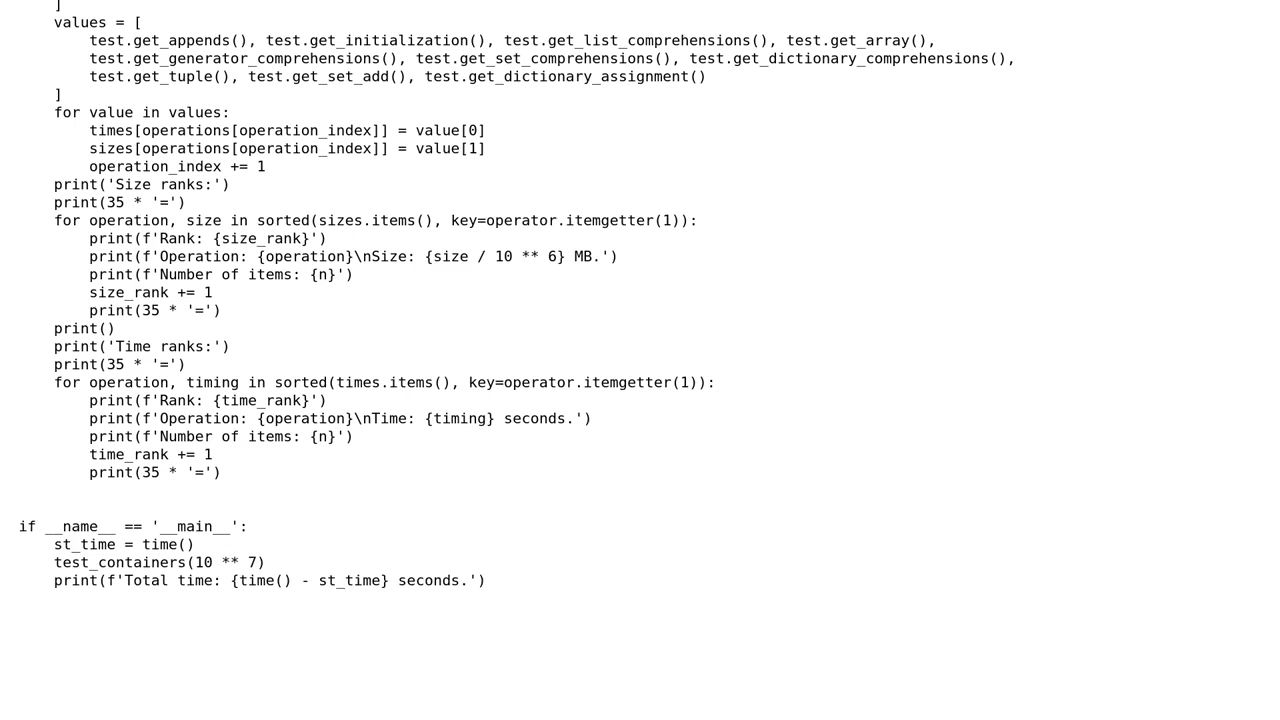 ]
    values = [
        test.get_appends(), test.get_initialization(), test.get_list_comprehensions(), test.get_array(),
        test.get_generator_comprehensions(), test.get_set_comprehensions(), test.get_dictionary_comprehensions(),
        test.get_tuple(), test.get_set_add(), test.get_dictionary_assignment()
    ]
    for value in values:
        times[operations[operation_index]] = value[0]
        sizes[operations[operation_index]] = value[1]
        operation_index += 1
    print('Size ranks:')
    print(35 * '=')
    for operation, size in sorted(sizes.items(), key=operator.itemgetter(1)):
        print(f'Rank: {size_rank}')
        print(f'Operation: {operation}\nSize: {size / 10 ** 6} MB.')
        print(f'Number of items: {n}')
        size_rank += 1
        print(35 * '=')
    print()
    print('Time ranks:')
    print(35 * '=')
    for operation, timing in sorted(times.items(), key=operator.itemgetter(1)):
        print(f'Rank: {time_rank}')
        print(f'Operation: {operation}\nTime: {timing} seconds.')
        print(f'Number of items: {n}')
        time_rank += 1
        print(35 * '=')


if __name__ == '__main__':
    st_time = time()
    test_containers(10 ** 7)
    print(f'Total time: {time() - st_time} seconds.')